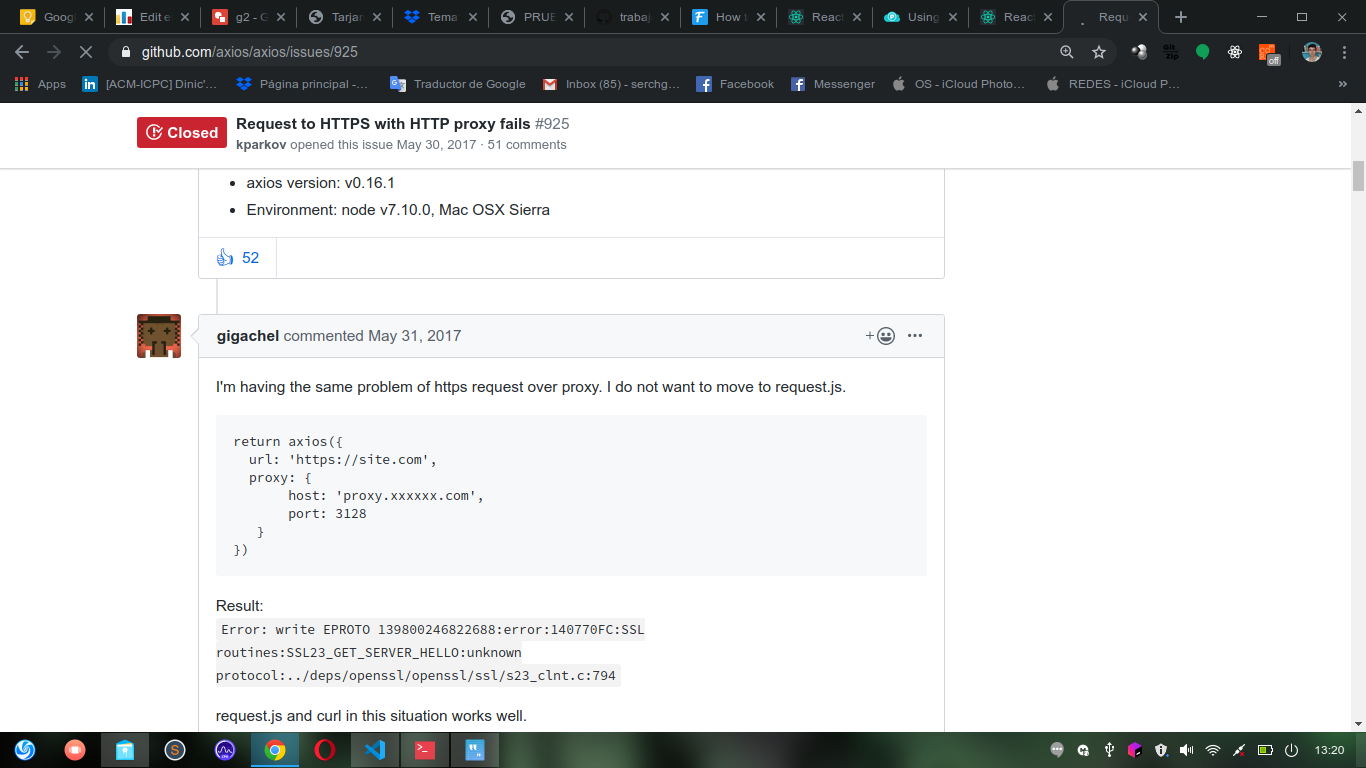 Googl
Edit e
g2 - G
Tarjan
Tema
PRUE
trabaj
How t
React
Using
React
Requ
github.com/axios/axios/issues/925
Apps
[ACM-ICPC] Dinic'...
Página principal -...
Traductor de Google
Inbox (85) - serchg...
Facebook
Messenger
OS - iCloud Photo...
REDES - iCloud P...
»
Closed
Request to HTTPS with HTTP proxy fails #925
kparkov opened this issue May 30, 2017 · 51 comments
• axios version: v0.16.1
• Environment: node v7.10.0, Mac OSX Sierra
52
gigachel commented May 31, 2017
I'm having the same problem of https request over proxy. I do not want to move to request.js.
return axios({
url: 'https://site.com',
proxy: {
host: 'proxy.xxxxxx.com',
port: 3128
}
})
Result:
Error: write EPROTO 139800246822688:error:140770FC:SSL
routines:SSL23_GET_SERVER_HELLO:unknown
protocol:../deps/openssl/openssl/ssl/s23_clnt.c:794
request.js and curl in this situation works well.
13:20